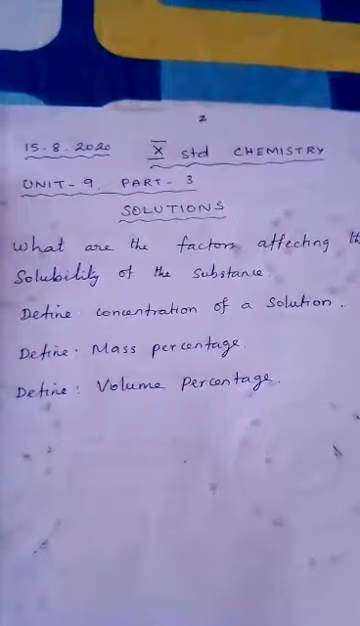 2
15.8.2020 X std CHEMISTRY
UNIT-9. PART-3
SOLUTIONS
What are the factors affecting th
Solubility of the substance.
Define concentration of a solution.
Define: Mass percentage.
Define: Volume percentage.